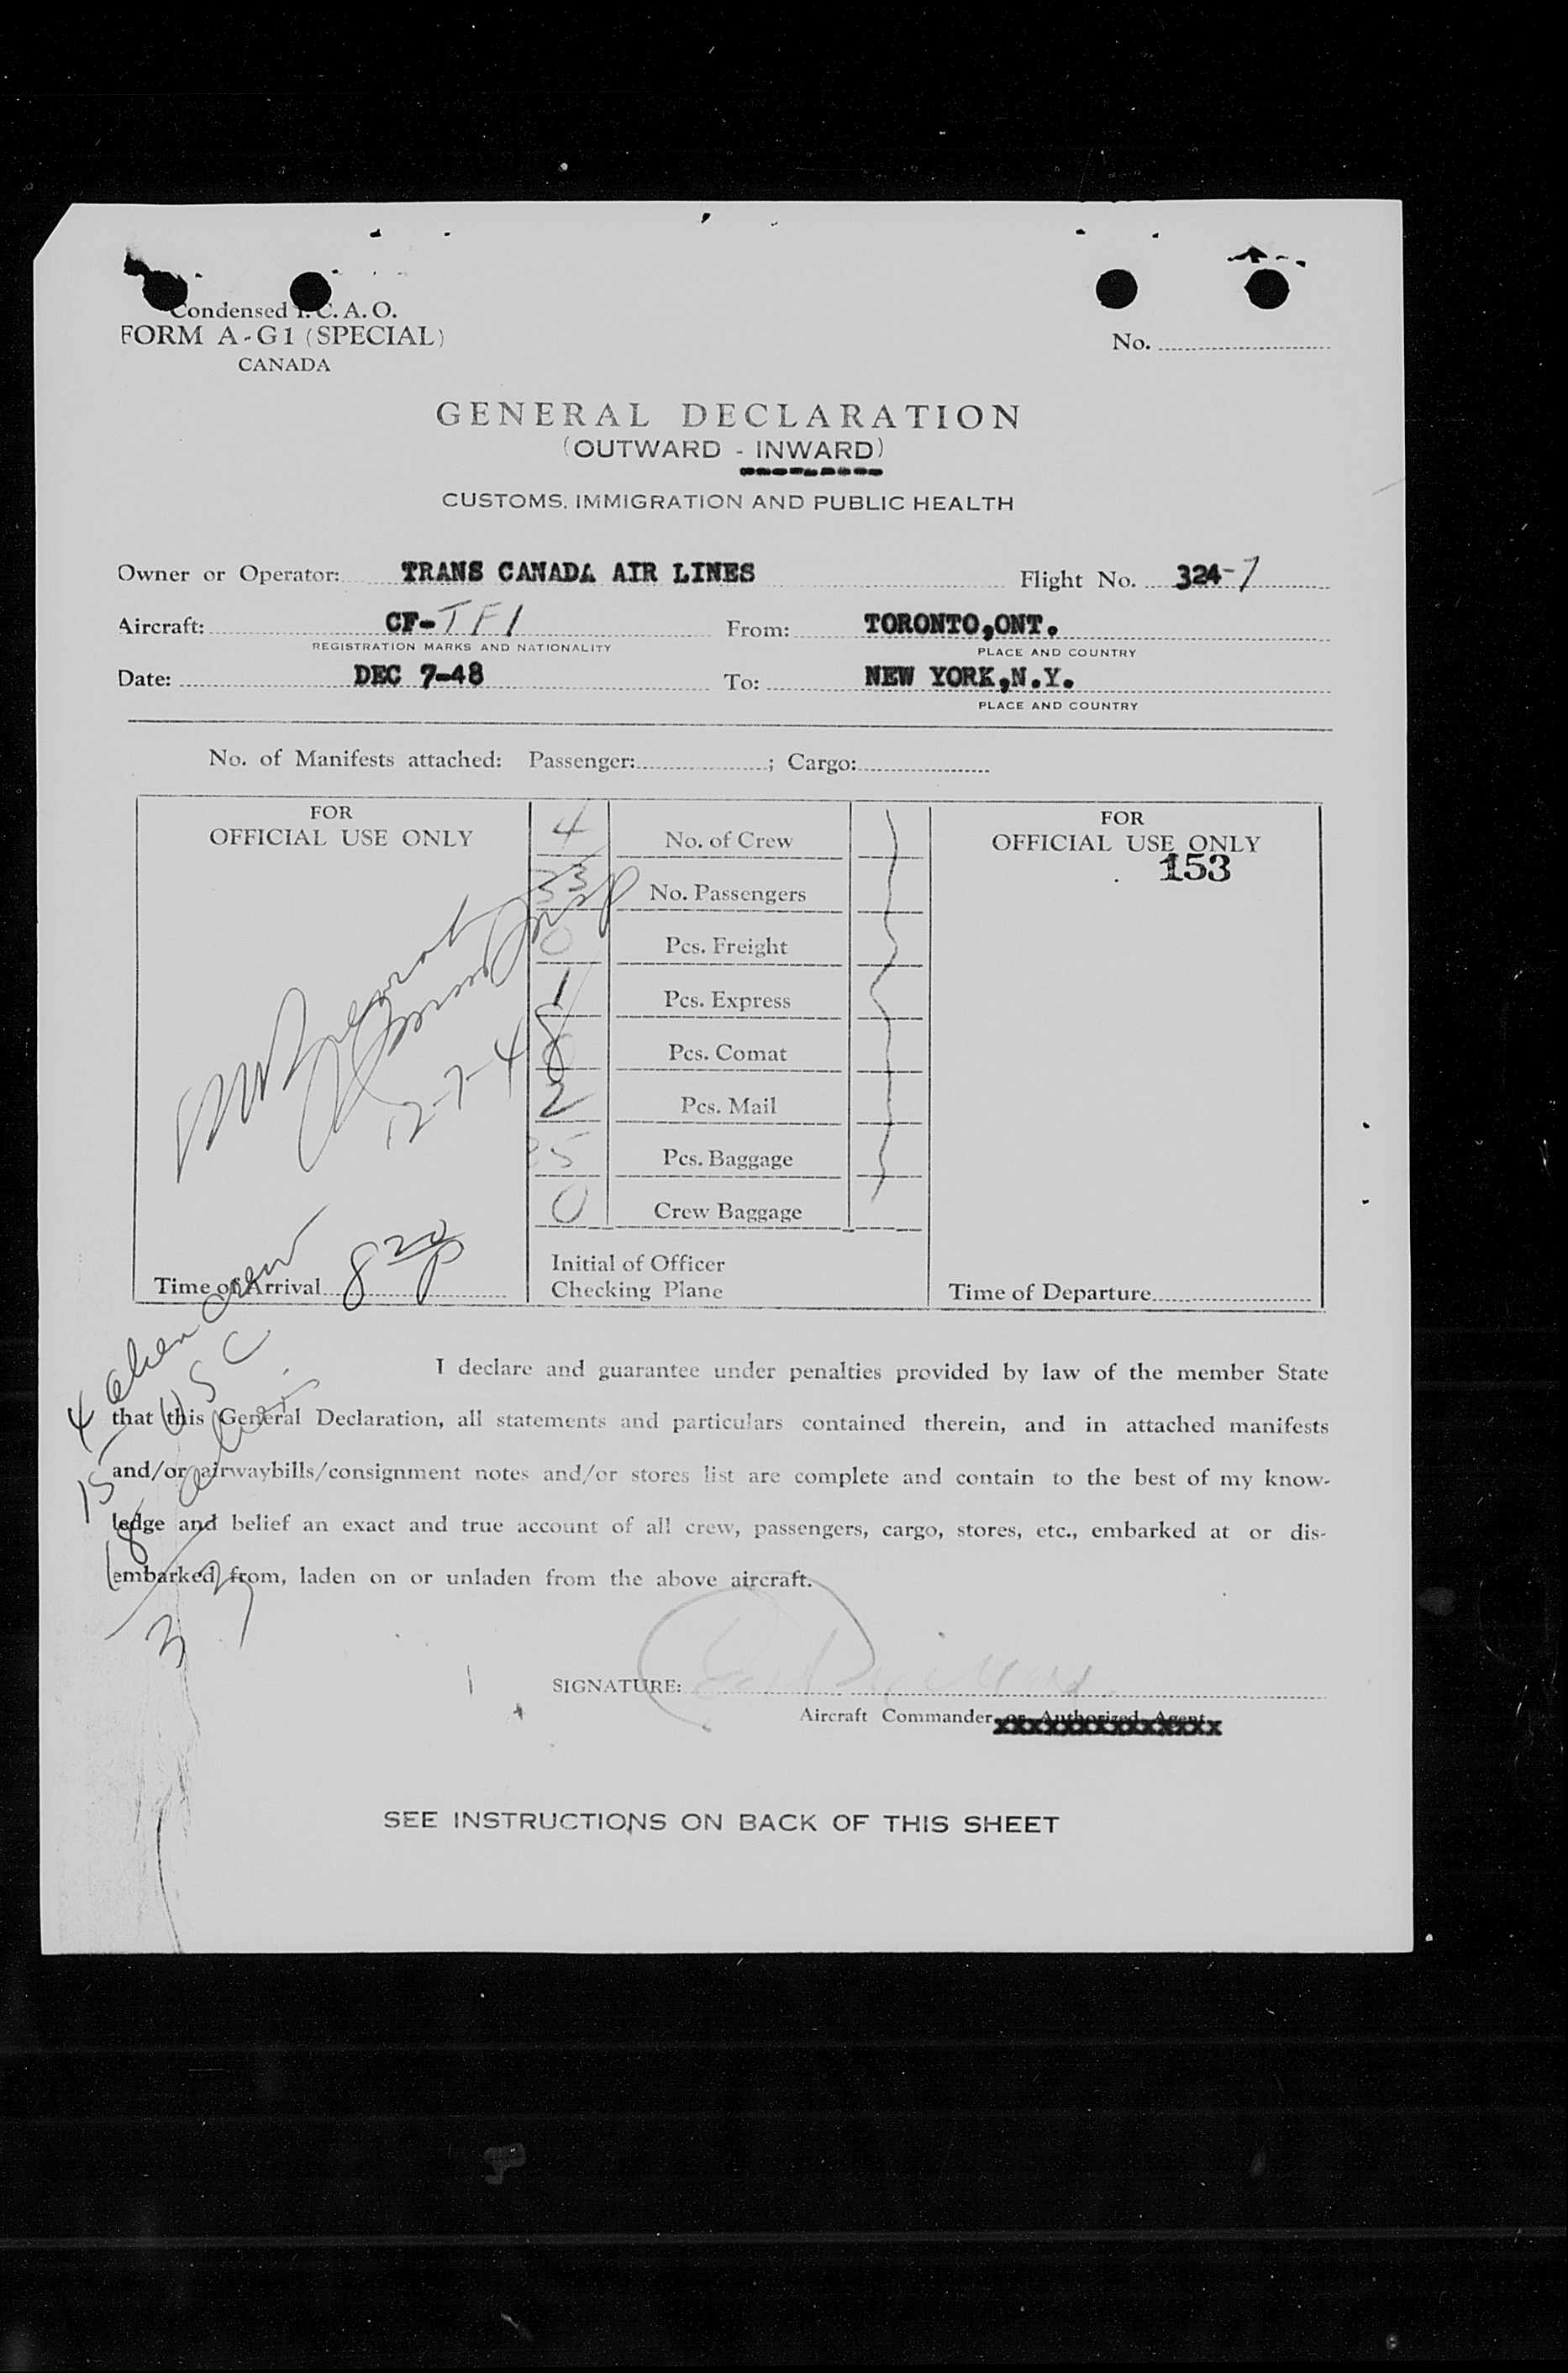 Condensed I. C. A. O.
FORM A-G1 (SPECIAL)
CANADA
No.
GENERAL DECLARATION
(OUTWARD - INWARD)
CUSTOMS, IMMIGRATION AND PUBLIC HEALTH
Owner or Operator: TRANS CANADA AIR LINES Flight No. 324-7
Aircraft: CF-TFI From: TORONTO,ONT.
REGISTRATION MARKS AND NATIONALITY PLACE AND COUNTRY
Date: DEC 7-48 To: NEW YORK,N.Y.
PLACE AND COUNTRY
No. of Manifests attached: Passenger: ; Cargo:
FOR
OFFICIAL USE ONLY
4 No. of Crew
33 No. Passengers
0 Pcs. Freight
1 Pcs. Express
0 Pcs. Comat
2 Pcs. Mail
5 Pcs. Baggage
0 Crew Baggage
12-7-48
Time of Arrival 8 20 P
Initial of Officer
Checking Plane
FOR
OFFICIAL USE ONLY
153
Time of Departure
4 alien crew
15 USC
18 aliens
37
I declare and guarantee under penalties provided by law of the member State
that this General Declaration, all statements and particulars contained therein, and in attached manifests
and/or airwaybills/consignment notes and/or stores list are complete and contain to the best of my know-
ledge and belief an exact and true account of all crew, passengers, cargo, stores, etc., embarked at or dis-
embarked from, laden on or unladen from the above aircraft.
SIGNATURE:
Aircraft Commander or Authorized Agent
SEE INSTRUCTIONS ON BACK OF THIS SHEET